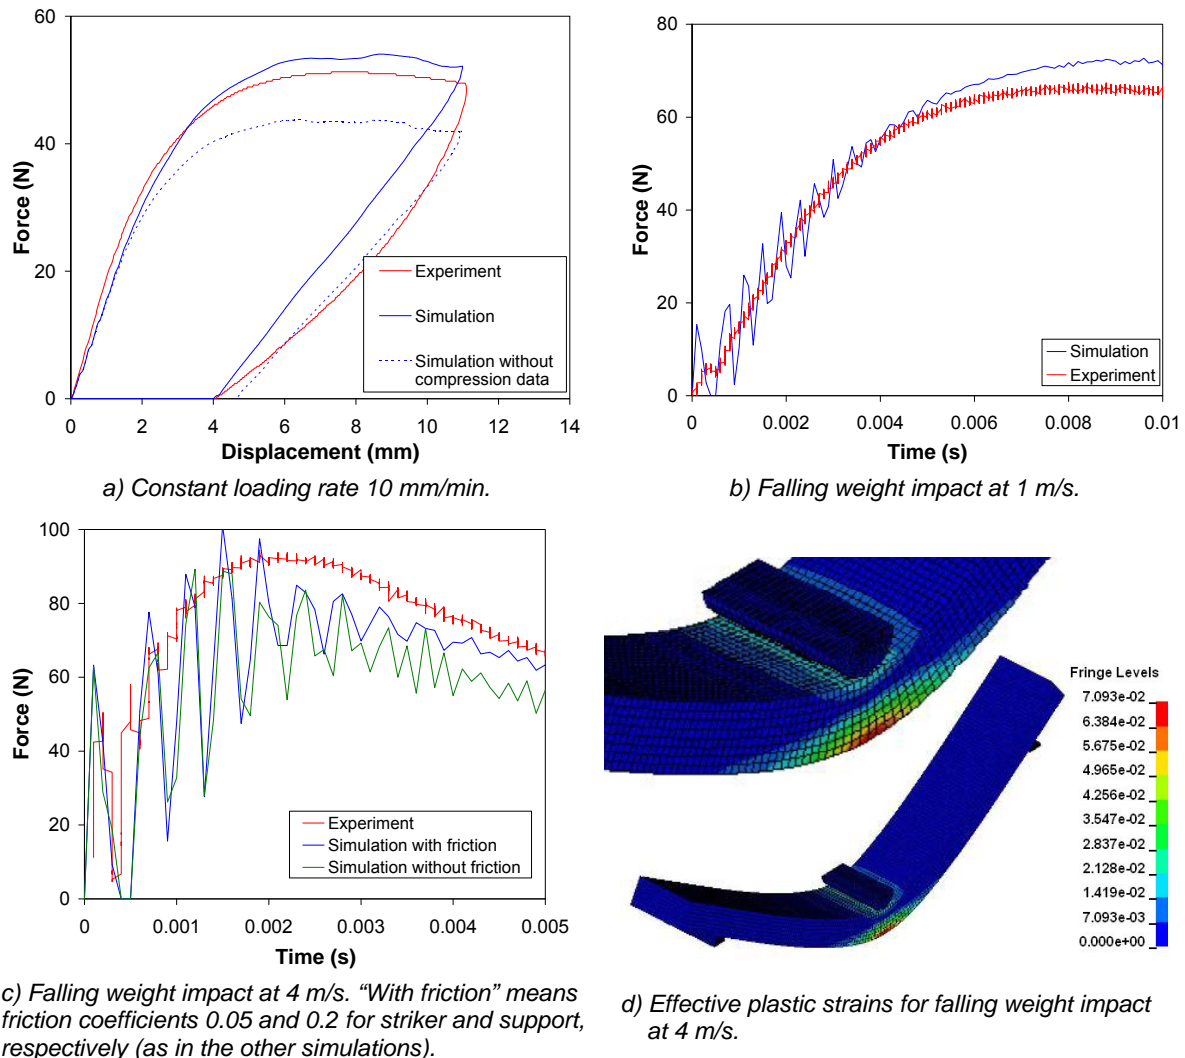 60
40
20
0
Force (N)
0 2 4 6 8 10 12 14
Displacement (mm)
Experiment
Simulation
Simulation without
compression data
a) Constant loading rate 10 mm/min.
80
60
40
20
0
Force (N)
0 0.002 0.004 0.006 0.008 0.01
Time (s)
Simulation
Experiment
b) Falling weight impact at 1 m/s.
100
80
60
40
20
0
Force (N)
0 0.001 0.002 0.003 0.004 0.005
Time (s)
Experiment
Simulation with friction
Simulation without friction
c) Falling weight impact at 4 m/s. “With friction” means
friction coefficients 0.05 and 0.2 for striker and support,
respectively (as in the other simulations).
Fringe Levels
7.093e-02
6.384e-02
5.675e-02
4.965e-02
4.256e-02
3.547e-02
2.837e-02
2.128e-02
1.419e-02
7.093e-03
0.000e+00
d) Effective plastic strains for falling weight impact
at 4 m/s.